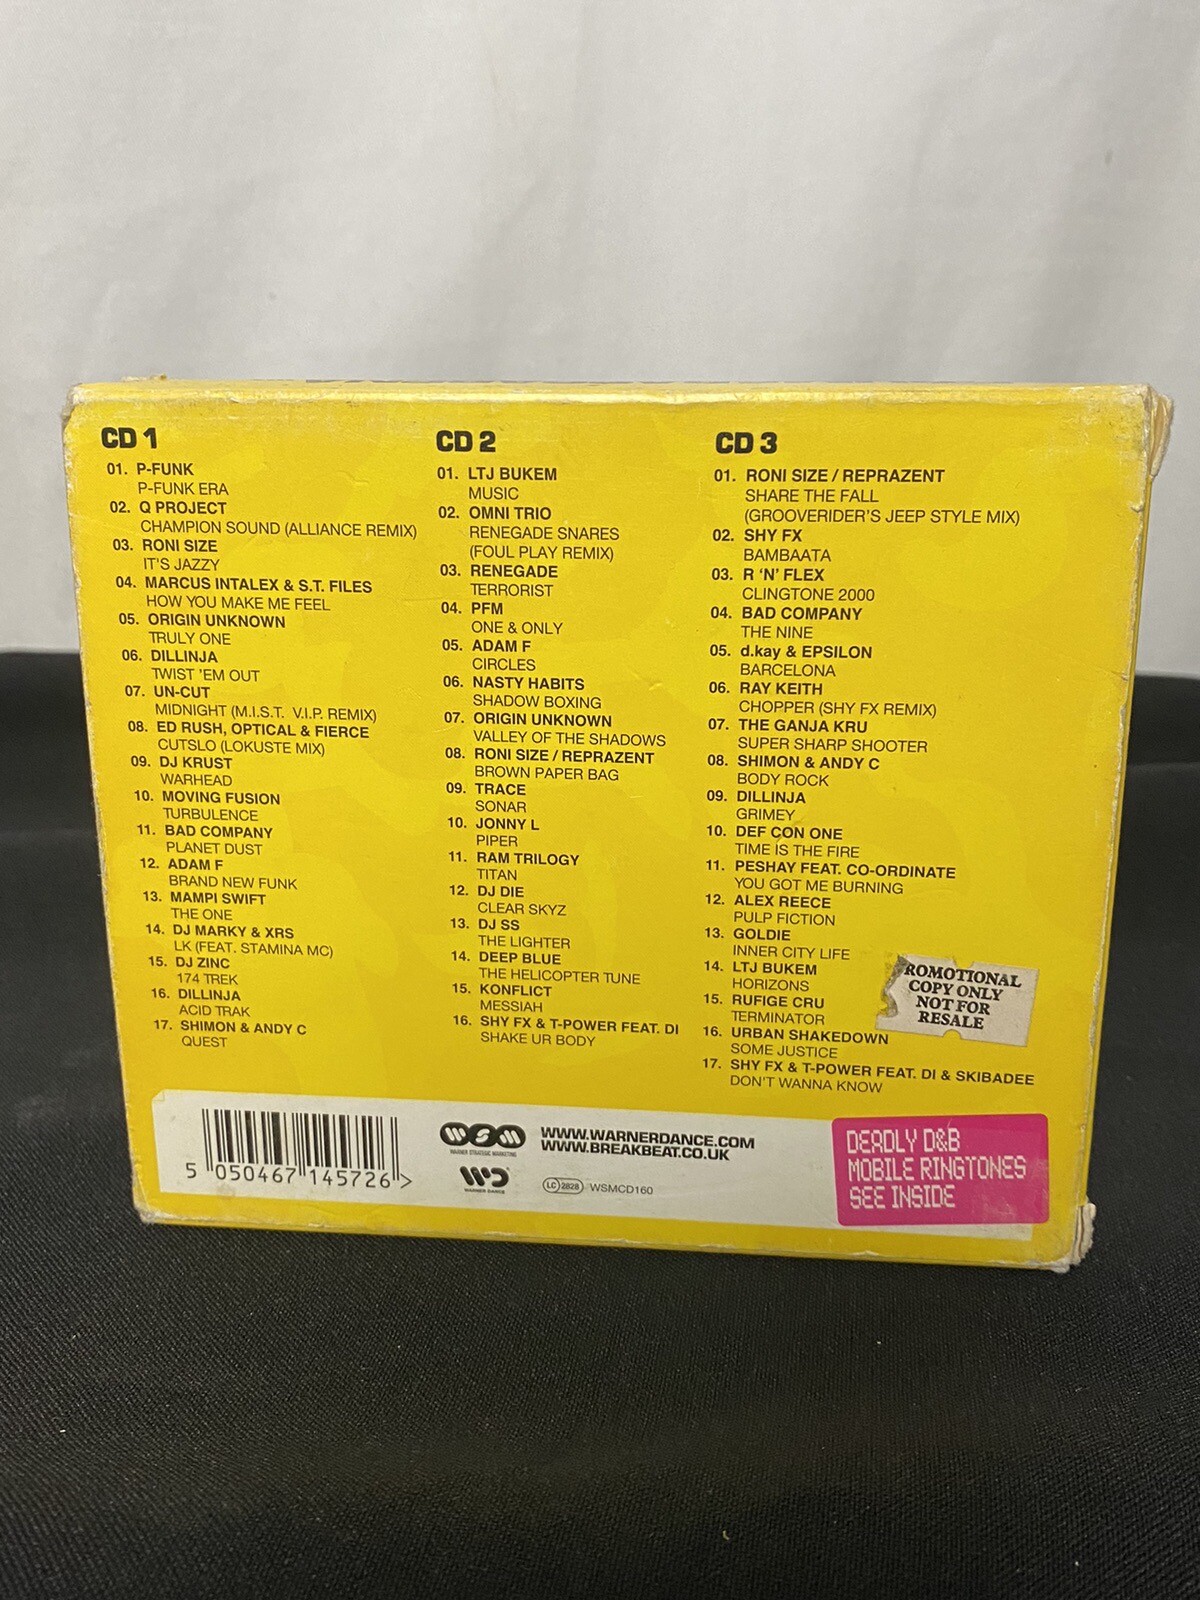 CD 1
01. P-FUNK
P-FUNK ERA
02. Q PROJECT
CHAMPION SOUND (ALLIANCE REMIX)
03. RONI SIZE
IT'S JAZZY
04. MARCUS INTALEX & S.T. FILES
HOW YOU MAKE ME FEEL
05. ORIGIN UNKNOWN
TRULY ONE
06. DILLINJA
TWIST 'EM OUT
07. UN-CUT
MIDNIGHT (M.I.S.T. V.I.P. REMIX)
08. ED RUSH, OPTICAL & FIERCE
CUTSLO (LOKUSTE MIX)
09. DJ KRUST
WARHEAD
10. MOVING FUSION
TURBULENCE
11. BAD COMPANY
PLANET DUST
12. ADAM F
BRAND NEW FUNK
13. MAMPI SWIFT
THE ONE
14. DJ MARKY & XRS
LK (FEAT. STAMINA MC)
15. DJ ZINC
174 TREK
16. DILLINJA
ACID TRAK
17. SHIMON & ANDY C
QUEST
CD 2
01. LTJ BUKEM
MUSIC
02. OMNI TRIO
RENEGADE SNARES
(FOUL PLAY REMIX)
03. RENEGADE
TERRORIST
04. PFM
ONE & ONLY
05. ADAM F
CIRCLES
06. NASTY HABITS
SHADOW BOXING
07. ORIGIN UNKNOWN
VALLEY OF THE SHADOWS
08. RONI SIZE / REPRAZENT
BROWN PAPER BAG
09. TRACE
SONAR
10. JONNY L
PIPER
11. RAM TRILOGY
TITAN
12. DJ DIE
CLEAR SKYZ
13. DJ SS
THE LIGHTER
14. DEEP BLUE
THE HELICOPTER TUNE
15. KONFLICT
MESSIAH
16. SHY FX & T-POWER FEAT. DI
SHAKE UR BODY
CD 3
01. RONI SIZE / REPRAZENT
SHARE THE FALL
(GROOVERIDER'S JEEP STYLE MIX)
02. SHY FX
BAMBAATA
03. R 'N' FLEX
CLINGTONE 2000
04. BAD COMPANY
THE NINE
05. d.kay & EPSILON
BARCELONA
06. RAY KEITH
CHOPPER (SHY FX REMIX)
07. THE GANJA KRU
SUPER SHARP SHOOTER
08. SHIMON & ANDY C
BODY ROCK
09. DILLINJA
GRIMEY
10. DEF CON ONE
TIME IS THE FIRE
11. PESHAY FEAT. CO-ORDINATE
YOU GOT ME BURNING
12. ALEX REECE
PULP FICTION
13. GOLDIE
INNER CITY LIFE
14. LTJ BUKEM
HORIZONS
15. RUFIGE CRU
TERMINATOR
16. URBAN SHAKEDOWN
SOME JUSTICE
17. SHY FX & T-POWER FEAT. DI & SKIBADEE
DON'T WANNA KNOW
ROMOTIONAL
COPY ONLY
NOT FOR
RESALE
5 050467 145726 >
WSM
WARNER STRATEGIC MARKETING
WD
WARNER DANCE
WWW.WARNERDANCE.COM
WWW.BREAKBEAT.CO.UK
LC 2828 WSMCD160
DEADLY D&B
MOBILE RINGTONES
SEE INSIDE